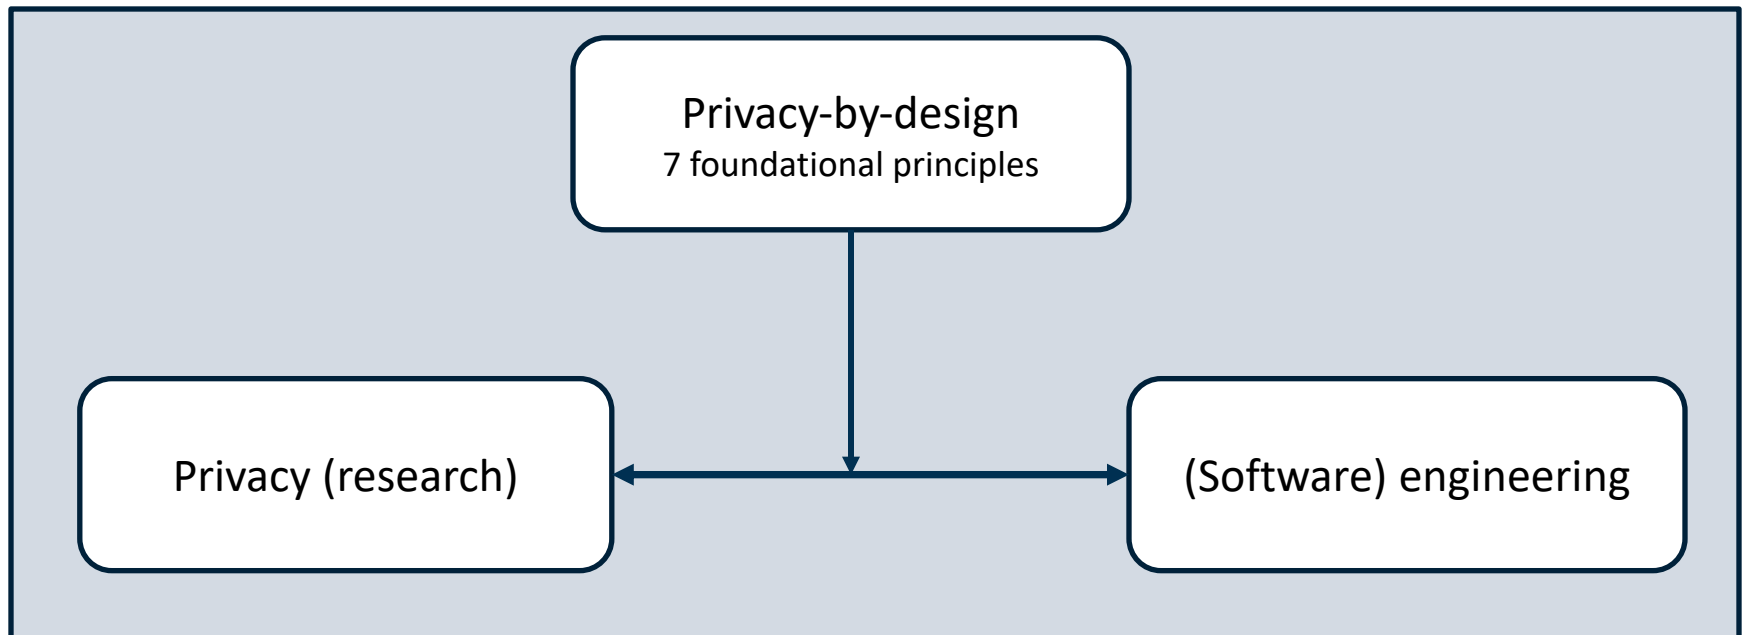 Privacy-by-design
7 foundational principles
Privacy (research)
(Software) engineering